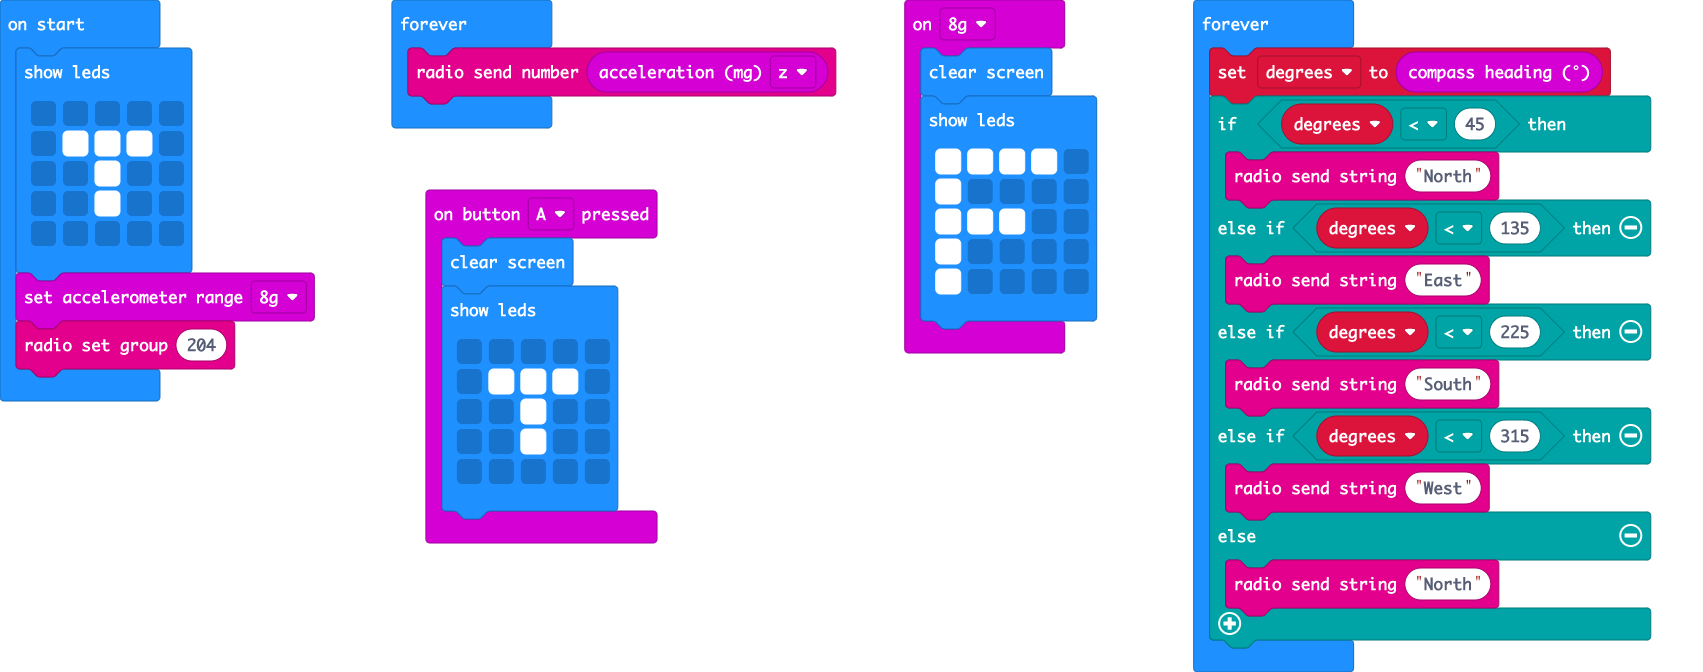 on start
show leds
set accelerometer range 8g
radio set group 204
forever
radio send number acceleration (mg) z
on button A pressed
clear screen
show leds
on 8g
clear screen
show leds
forever
set degrees to compass heading (°)
if degrees < 45 then
radio send string "North"
else if degrees < 135 then
radio send string "East"
else if degrees < 225 then
radio send string "South"
else if degrees < 315 then
radio send string "West"
else
radio send string "North"